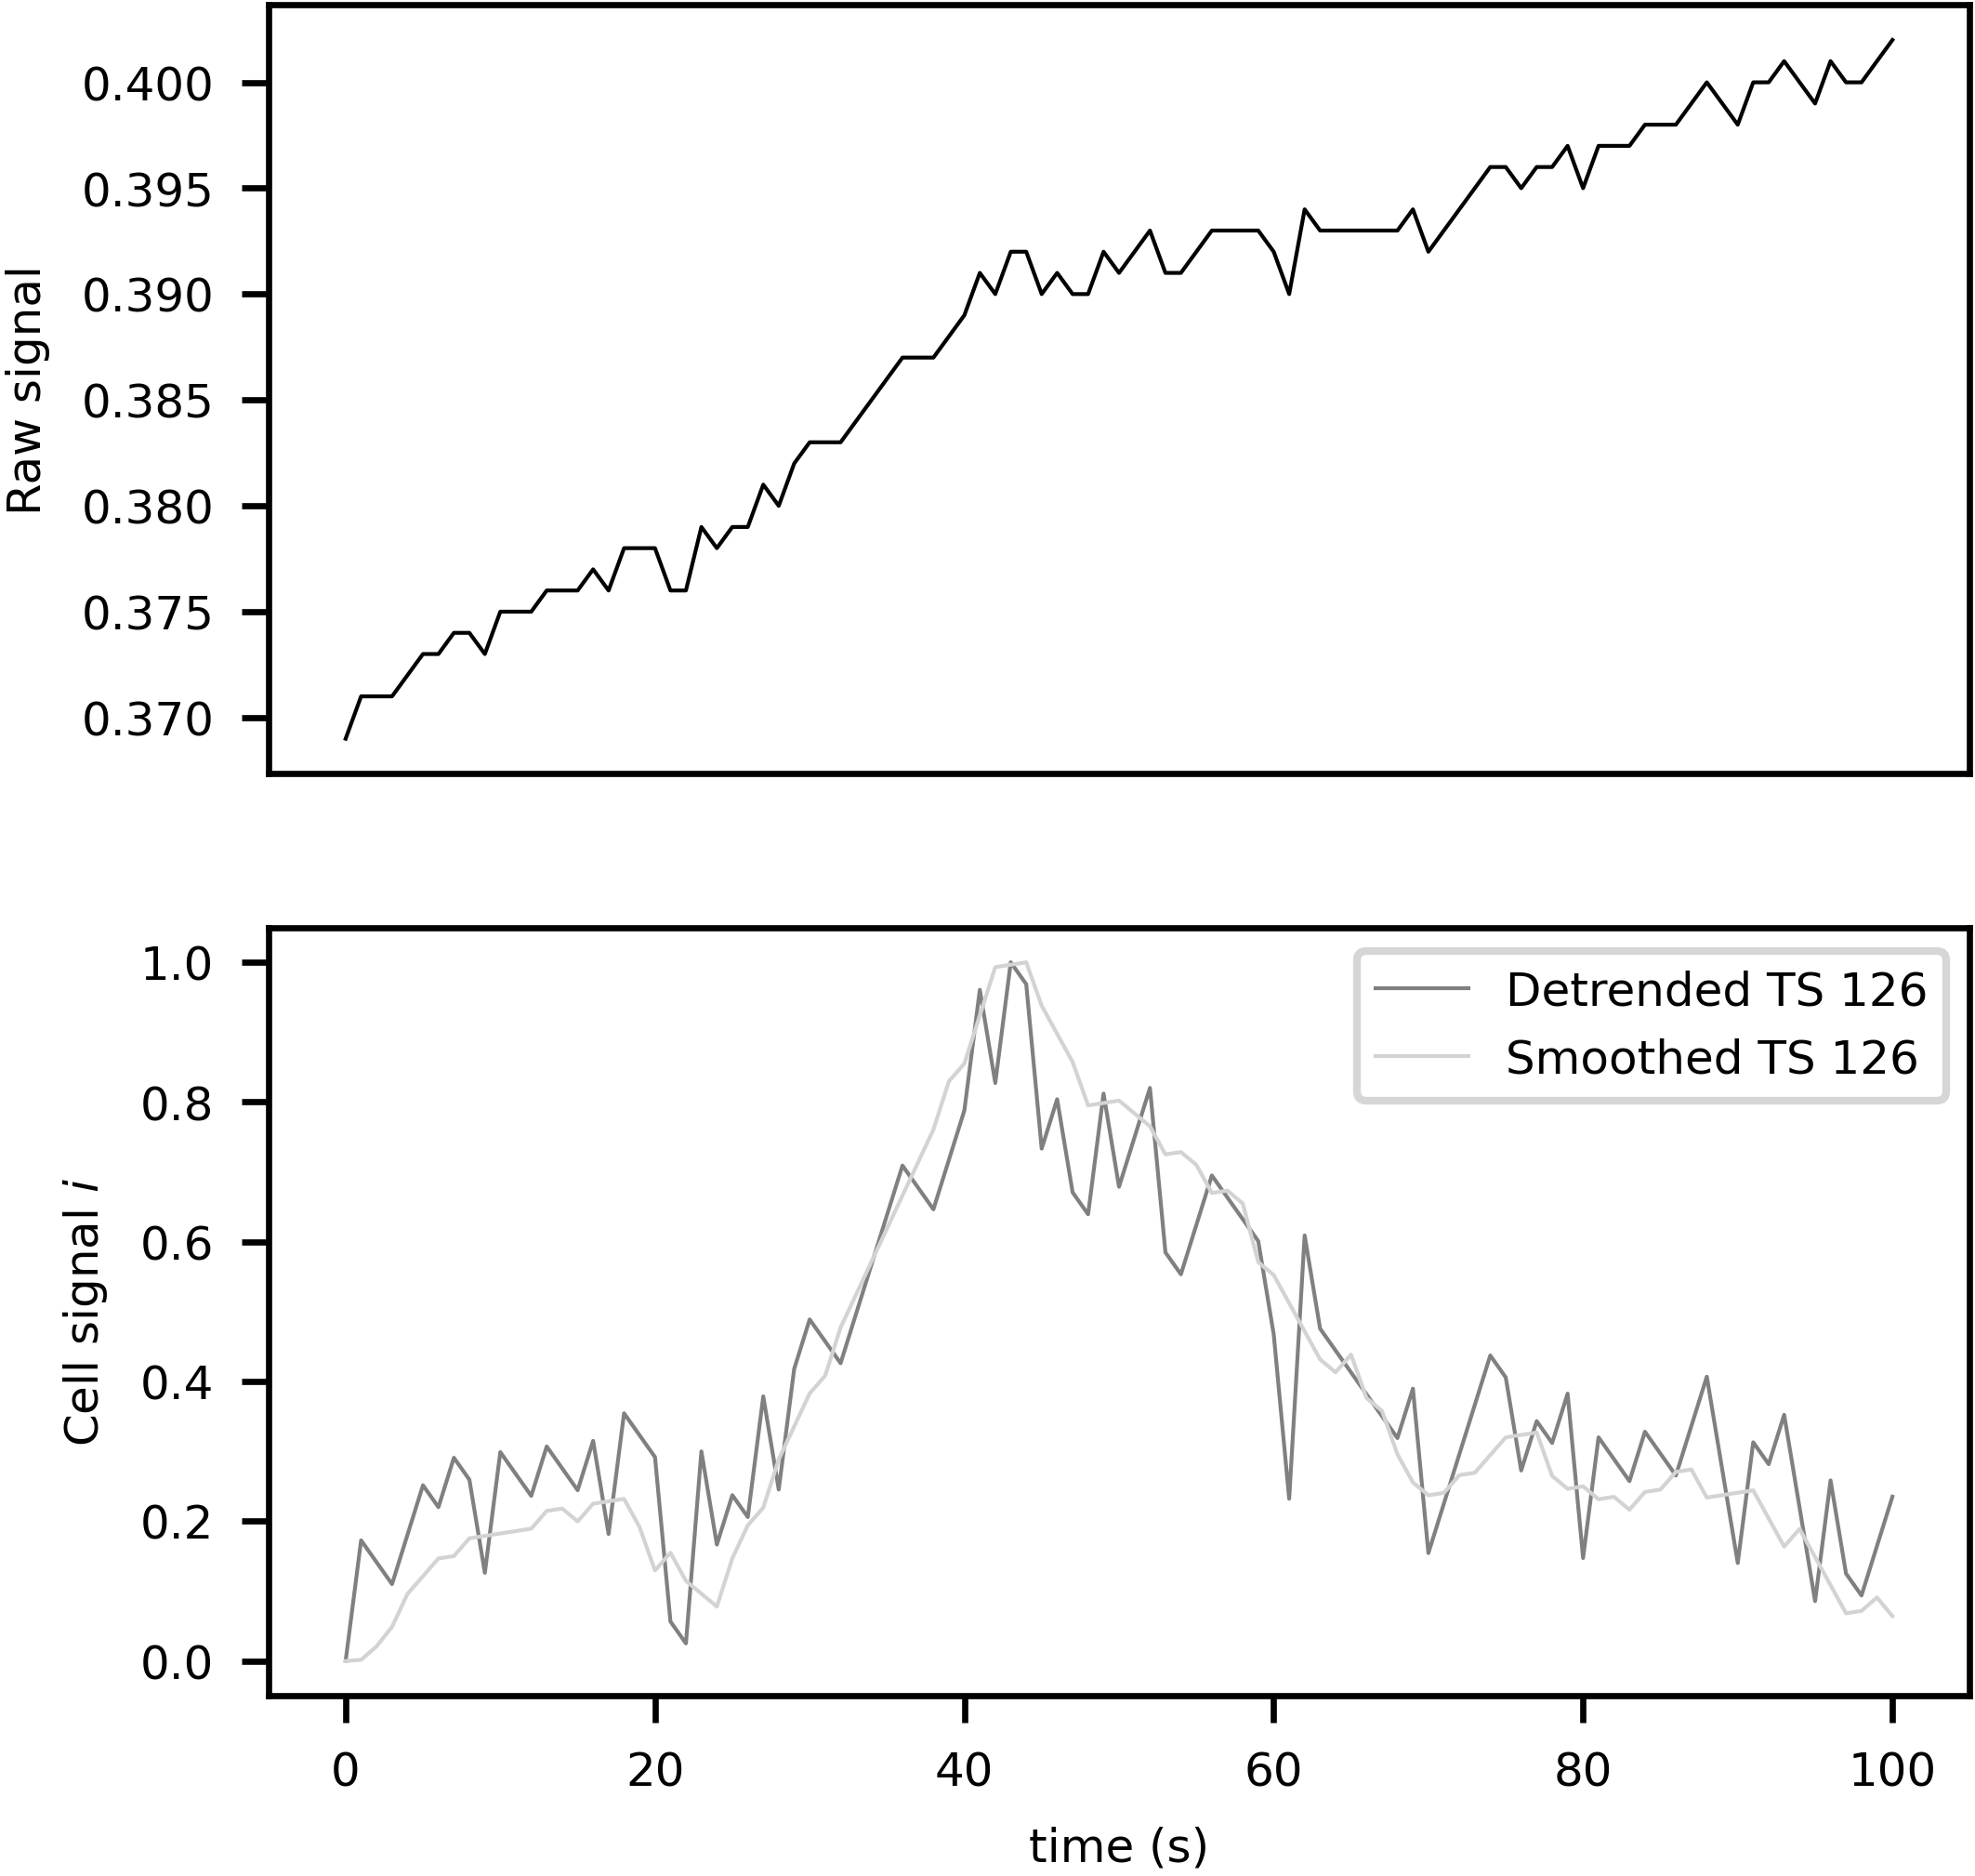 0.400
0.395
0.390
0.385
0.380
0.375
0.370
Raw signal
1.0
0.8
0.6
0.4
0.2
0.0
Cell signal i
Detrended TS 126
Smoothed TS 126
0 20 40 60 80 100
time (s)